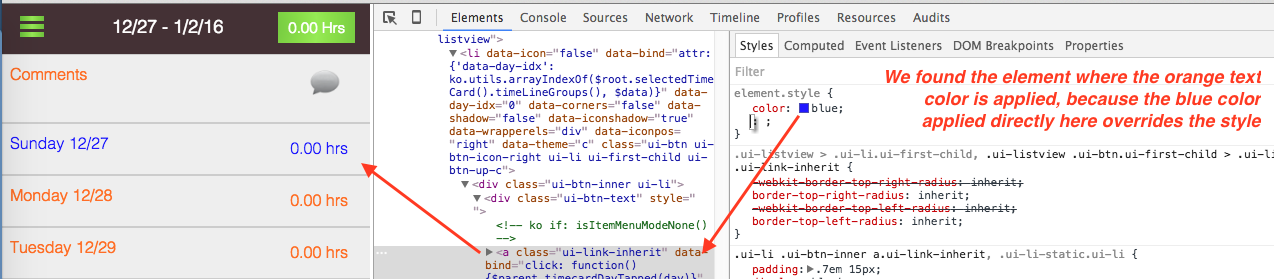 12/27 - 1/2/16
0.00 Hrs
Comments
Sunday 12/27
0.00 hrs
Monday 12/28
0.00 hrs
Tuesday 12/29
0.00 hrs
Elements Console Sources Network Timeline Profiles Resources Audits
listview">
▼<li data-icon="false" data-bind="attr:
{'data-day-idx':
ko.utils.arrayIndexOf($root.selectedTime
Card().timeLineGroups(), $data)}" data-
day-idx="0" data-corners="false" data-
shadow="false" data-iconshadow="true"
data-wrapperels="div" data-iconpos=
"right" data-theme="c" class="ui-btn ui-
btn-icon-right ui-li ui-first-child ui-
btn-up-c">
▼<div class="ui-btn-inner ui-li">
▼<div class="ui-btn-text" style="
">
<!-- ko if: isItemMenuModeNone()
-->
… ▶<a class="ui-link-inherit" data-
bind="click: function()
{$parent.timecardDayTapped(day)}"
Styles Computed Event Listeners DOM Breakpoints Properties
Filter
element.style {
color: blue;
: ;
}
We found the element where the orange text
color is applied, because the blue color
applied directly here overrides the style
.ui-listview > .ui-li.ui-first-child, .ui-listview .ui-btn.ui-first-child > .ui-li
.ui-link-inherit {
-webkit-border-top-right-radius: inherit;
border-top-right-radius: inherit;
-webkit-border-top-left-radius: inherit;
border-top-left-radius: inherit;
}
.ui-li .ui-btn-inner a.ui-link-inherit, .ui-li-static.ui-li {
padding: ▶ .7em 15px;